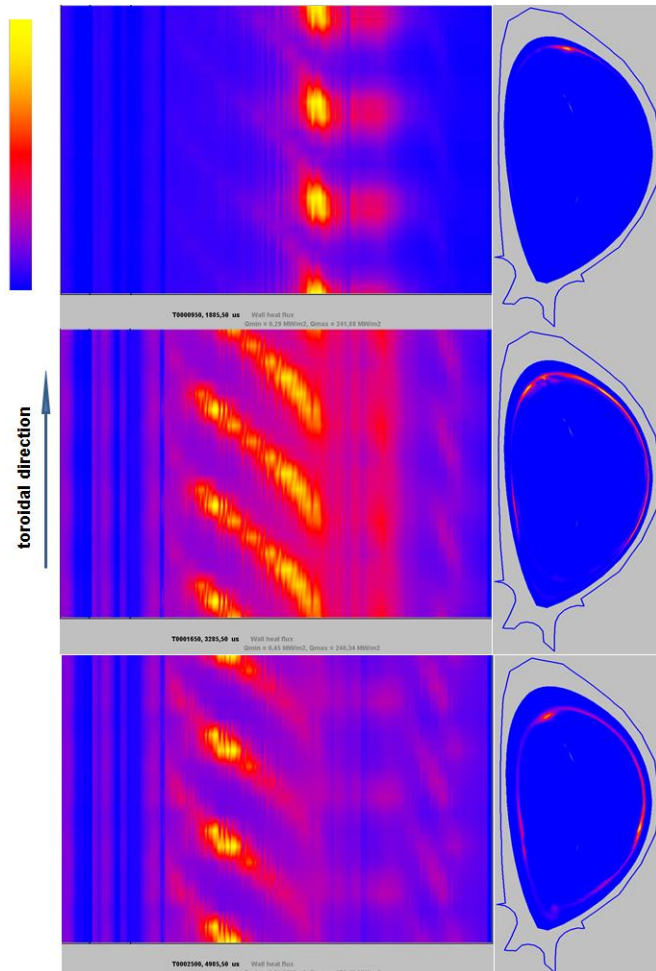 T0000950, 1885,50 us Wall heat flux
Qmin = 0,29 MW/m2, Qmax = 241,88 MW/m2
toroidal direction
T0001650, 3285,50 us Wall heat flux
Qmin = 0,45 MW/m2, Qmax = 240,34 MW/m2
T0002500, 4985,50 us Wall heat flux